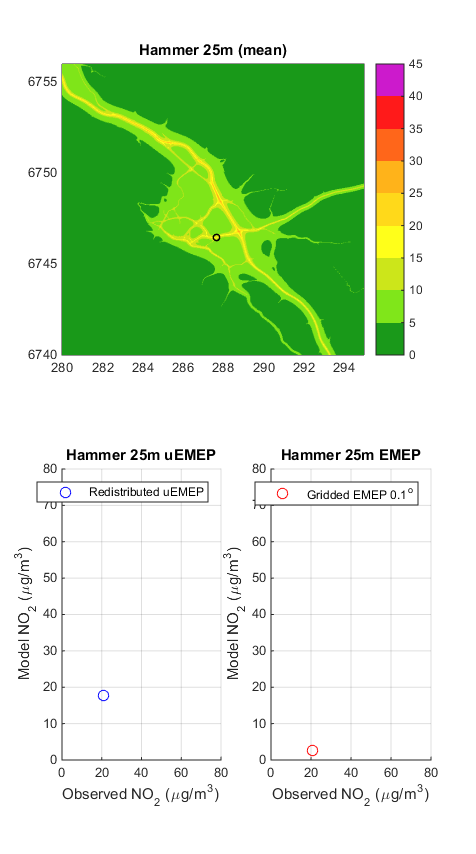 Hammer 25m (mean)
6755
6750
6745
6740
280 282 284 286 288 290 292 294
45
40
35
30
25
20
15
10
5
0
Hammer 25m uEMEP
Redistributed uEMEP
80
70
60
50
40
30
20
10
0
0 20 40 60 80
Model NO2 (μg/m3)
Observed NO2 (μg/m3)
Hammer 25m EMEP
Gridded EMEP 0.1°
80
70
60
50
40
30
20
10
0
0 20 40 60 80
Model NO2 (μg/m3)
Observed NO2 (μg/m3)